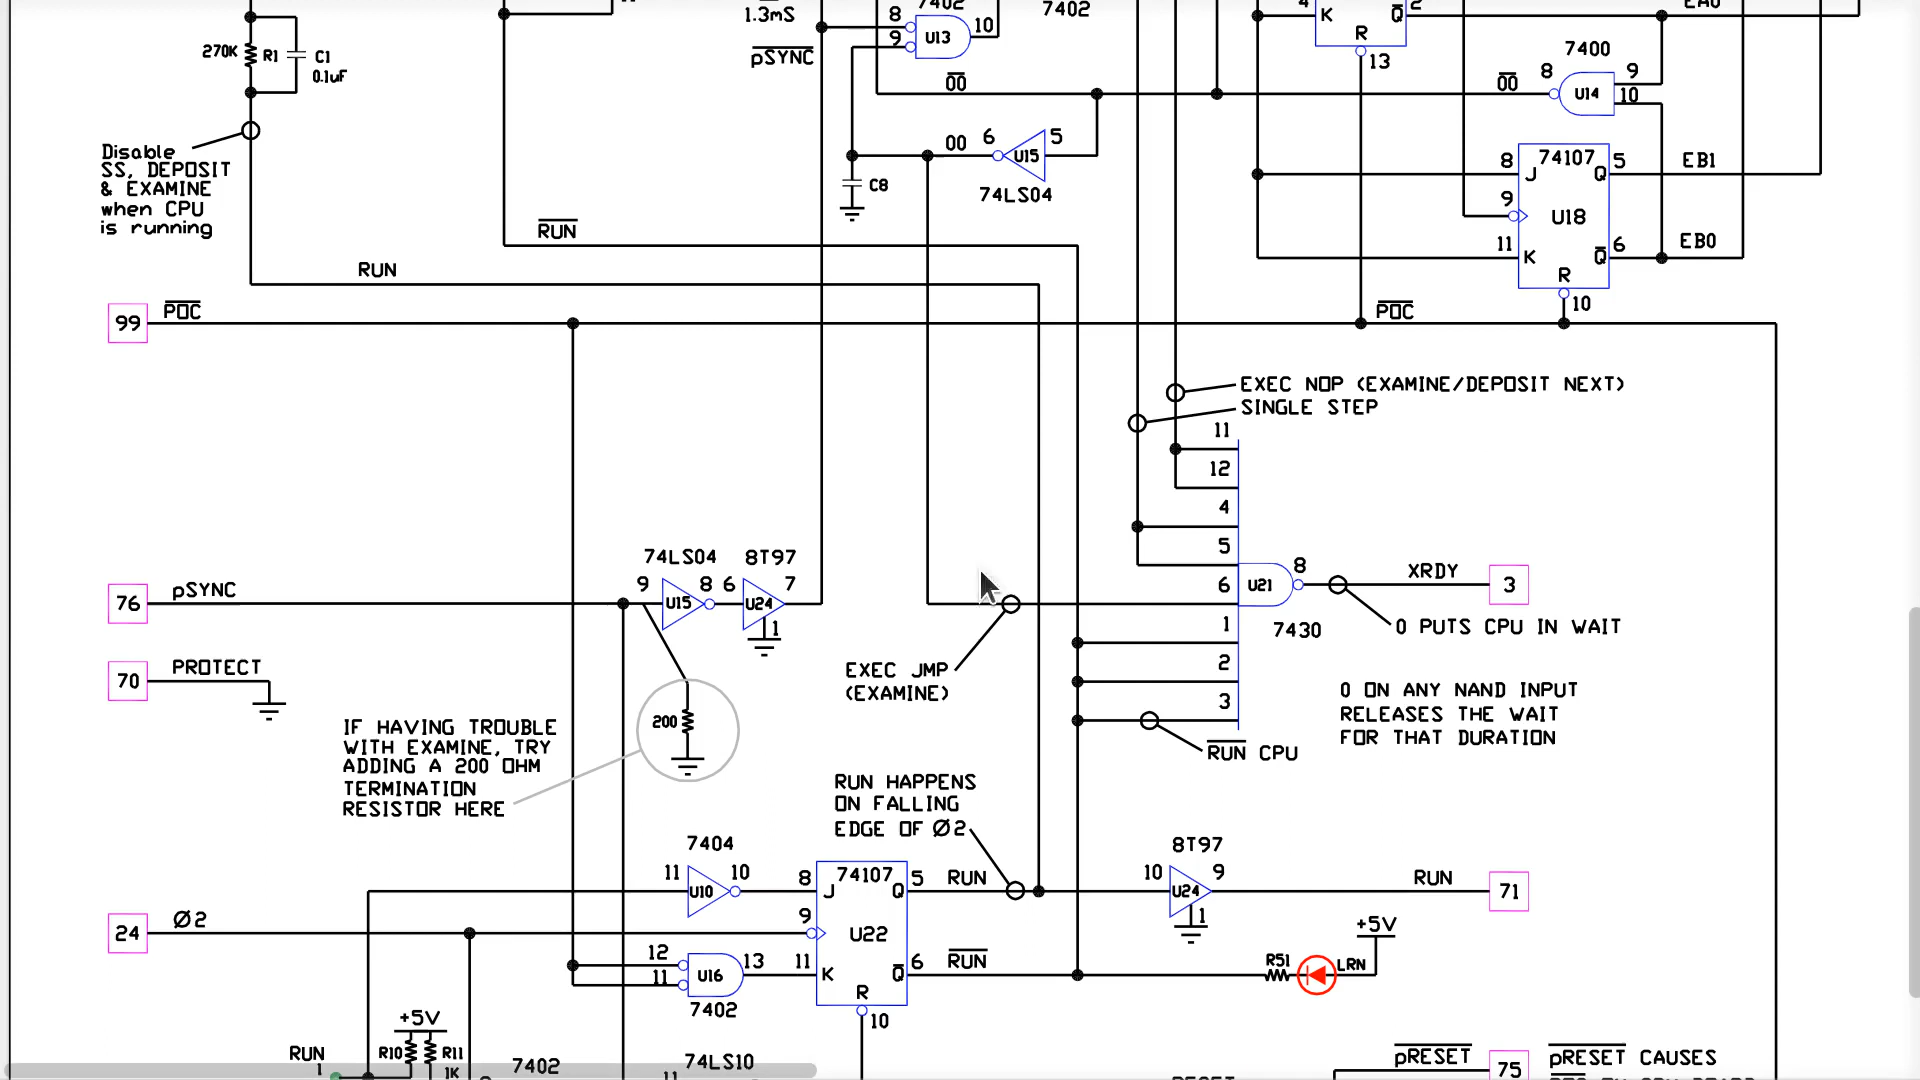 7402
7402
1.3mS
270K
R1
C1
0.1uF
pSYNC
8
9
U13
10
4
K
Q
2
EA0
R
13
7400
8
U14
9
10
00
00
Disable
SS, DEPOSIT
& EXAMINE
when CPU
is running
00
6
5
U15
74LS04
C8
8
J
74107
Q
5
EB1
9
U18
11
K
Q
6
EB0
R
10
RUN
RUN
99
POC
POC
EXEC NOP (EXAMINE/DEPOSIT NEXT)
SINGLE STEP
11
12
4
5
6
1
2
3
U21
8
7430
XRDY
3
0 PUTS CPU IN WAIT
0 ON ANY NAND INPUT
RELEASES THE WAIT
FOR THAT DURATION
RUN CPU
76
pSYNC
74LS04
9
U15
8
8T97
6
U24
7
1
70
PROTECT
EXEC JMP
(EXAMINE)
200
IF HAVING TROUBLE
WITH EXAMINE, TRY
ADDING A 200 OHM
TERMINATION
RESISTOR HERE
RUN HAPPENS
ON FALLING
EDGE OF Ø2
7404
11
U10
10
8
J
74107
Q
5
RUN
9
U22
8T97
10
U24
9
1
RUN
71
24
Ø2
12
11
U16
13
7402
11
K
Q
6
RUN
R
10
R51
LRN
+5V
+5V
R10
R11
1K
RUN
1
7402
74LS10
11
pRESET
75
pRESET CAUSES